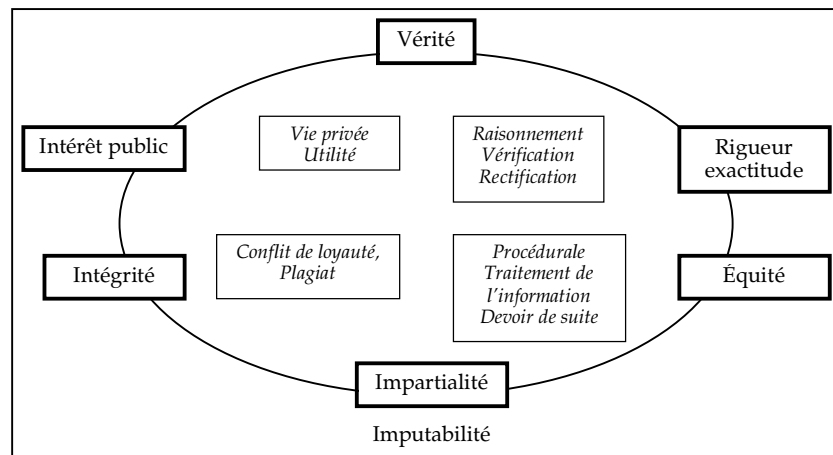 Vérité
Intérêt public
Vie privée
Utilité
Raisonnement
Vérification
Rectification
Rigueur
exactitude
Intégrité
Conflit de loyauté,
Plagiat
Procédurale
Traitement de
l'information
Devoir de suite
Équité
Impartialité
Imputabilité